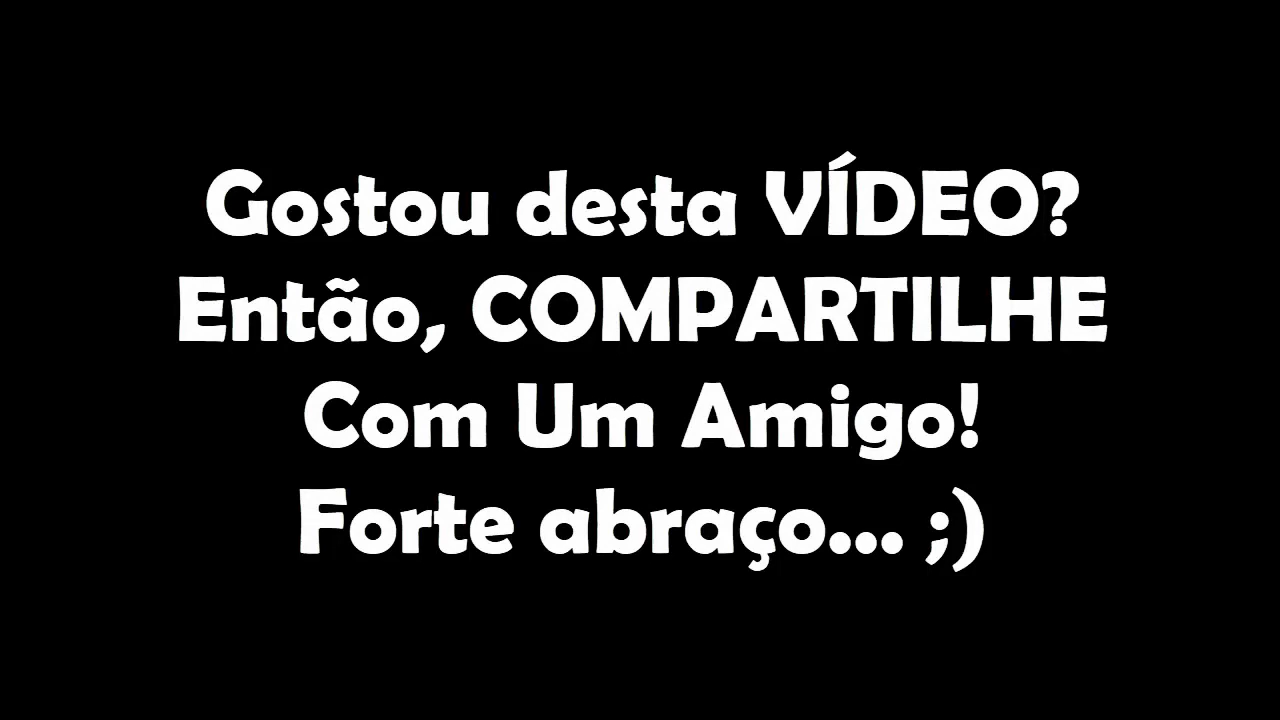 Gostou desta VÍDEO?
Então, COMPARTILHE
Com Um Amigo!
Forte abraço... ;)